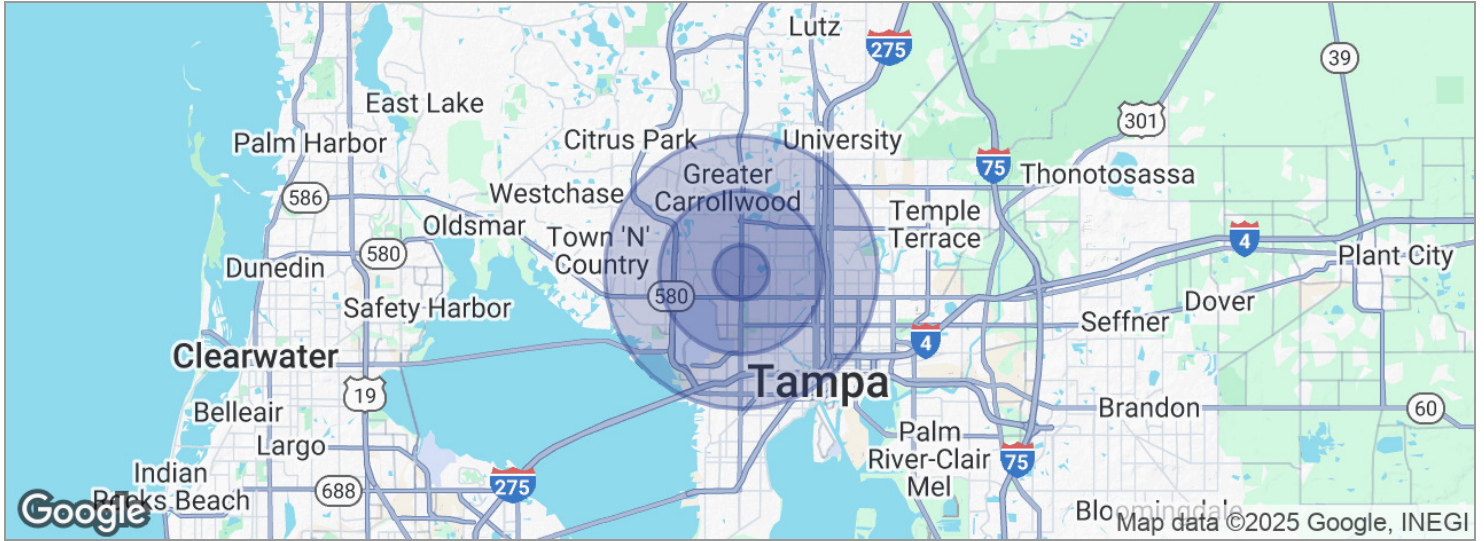 Lutz
275
39
East Lake
301
Palm Harbor
Citrus Park
University
75
Thonotosassa
Greater
Carrollwood
586
Westchase
Temple
Terrace
Oldsmar
Town 'N'
Country
4
Plant City
580
Dunedin
580
Safety Harbor
Dover
Seffner
4
Clearwater
Tampa
19
Belleair
Brandon
60
Largo
Palm
River-Clair
Mel
75
Indian
Rocks Beach
688
275
Bloomingdale
Google
Map data ©2025 Google, INEGI